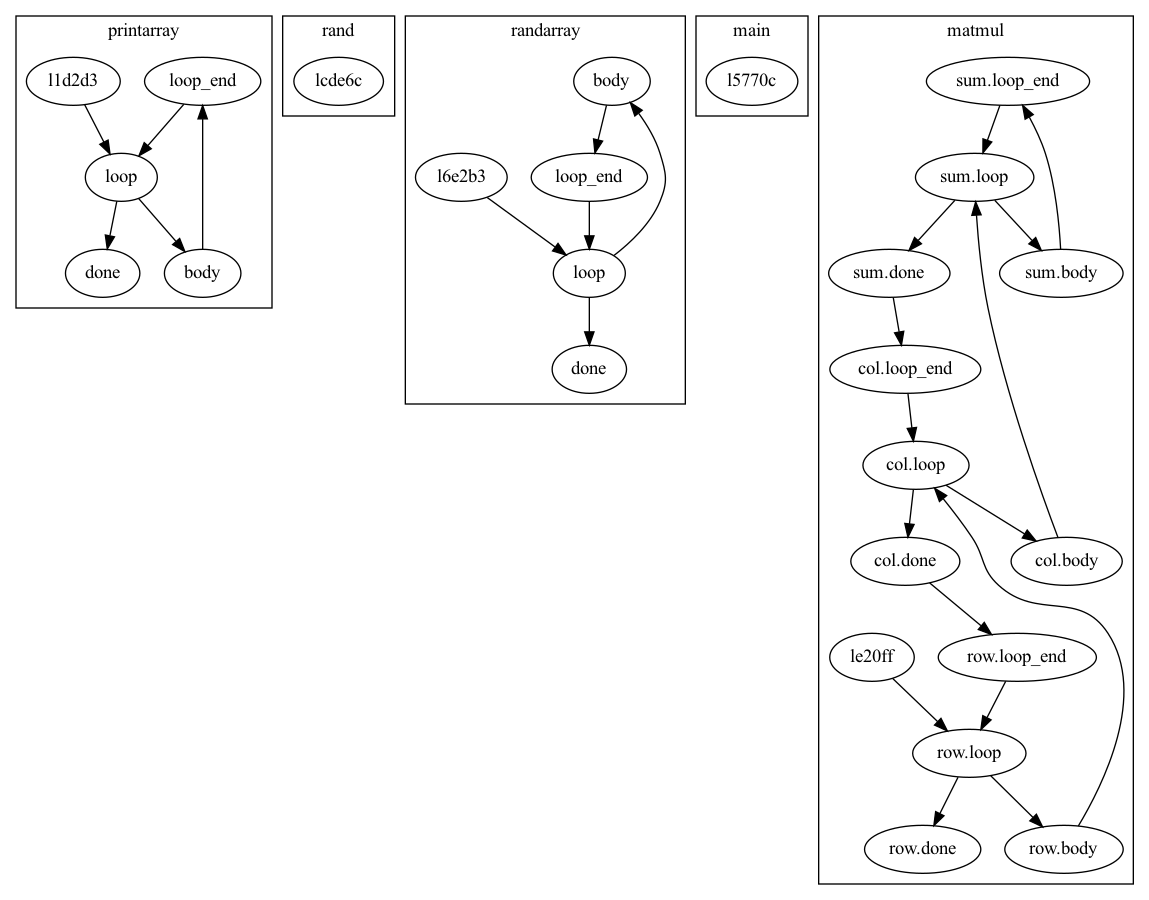 printarray
l1d2d3
loop_end
loop
done
body
rand
lcde6c
randarray
body
l6e2b3
loop_end
loop
done
main
l5770c
matmul
sum.loop_end
sum.loop
sum.done
sum.body
col.loop_end
col.loop
col.done
col.body
le20ff
row.loop_end
row.loop
row.done
row.body